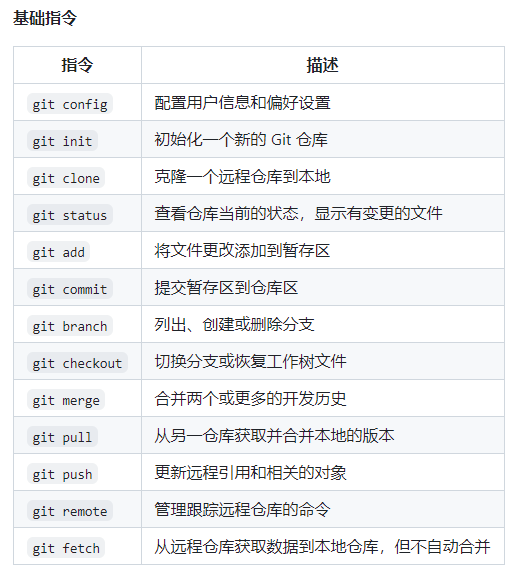 基础指令
指令 描述
git config 配置用户信息和偏好设置
git init 初始化一个新的 Git 仓库
git clone 克隆一个远程仓库到本地
git status 查看仓库当前的状态，显示有变更的文件
git add 将文件更改添加到暂存区
git commit 提交暂存区到仓库区
git branch 列出、创建或删除分支
git checkout 切换分支或恢复工作树文件
git merge 合并两个或更多的开发历史
git pull 从另一仓库获取并合并本地的版本
git push 更新远程引用和相关的对象
git remote 管理跟踪远程仓库的命令
git fetch 从远程仓库获取数据到本地仓库，但不自动合并